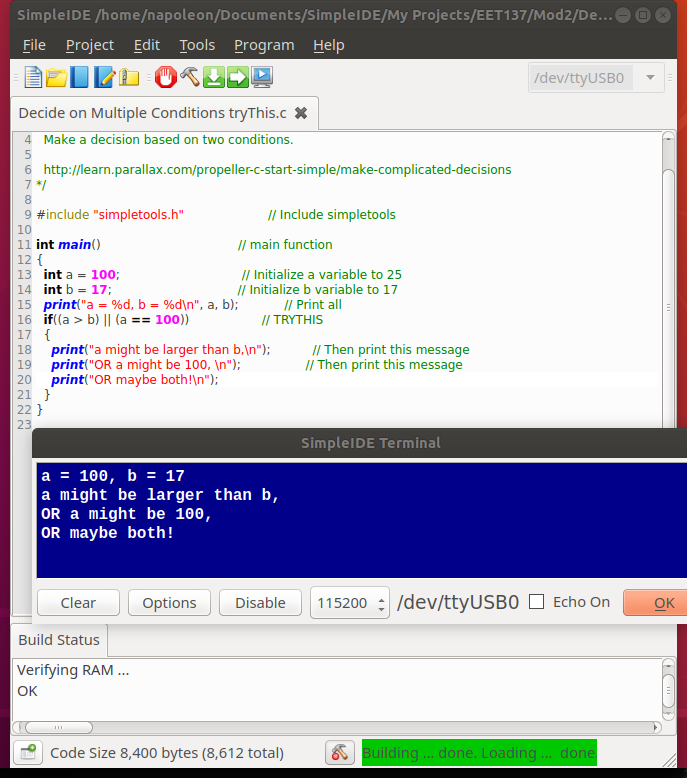 SimpleIDE /home/napoleon/Documents/SimpleIDE/My Projects/EET137/Mod2/De...
File Project Edit Tools Program Help
/dev/ttyUSB0
Decide on Multiple Conditions tryThis.c
4 Make a decision based on two conditions.
5
6 http://learn.parallax.com/propeller-c-start-simple/make-complicated-decisions
7 */
8
9 #include "simpletools.h" // Include simpletools
10
11 int main() // main function
12 {
13 int a = 100; // Initialize a variable to 25
14 int b = 17; // Initialize b variable to 17
15 print("a = %d, b = %d\n", a, b); // Print all
16 if((a > b) || (a == 100)) // TRYTHIS
17 {
18 print("a might be larger than b,\n"); // Then print this message
19 print("OR a might be 100, \n"); // Then print this message
20 print("OR maybe both!\n");
21 }
22 }
23
SimpleIDE Terminal
a = 100, b = 17
a might be larger than b,
OR a might be 100,
OR maybe both!
Clear Options Disable 115200 /dev/ttyUSB0 Echo On OK
Build Status
Verifying RAM ...
OK
Code Size 8,400 bytes (8,612 total) Building ... done. Loading ... done